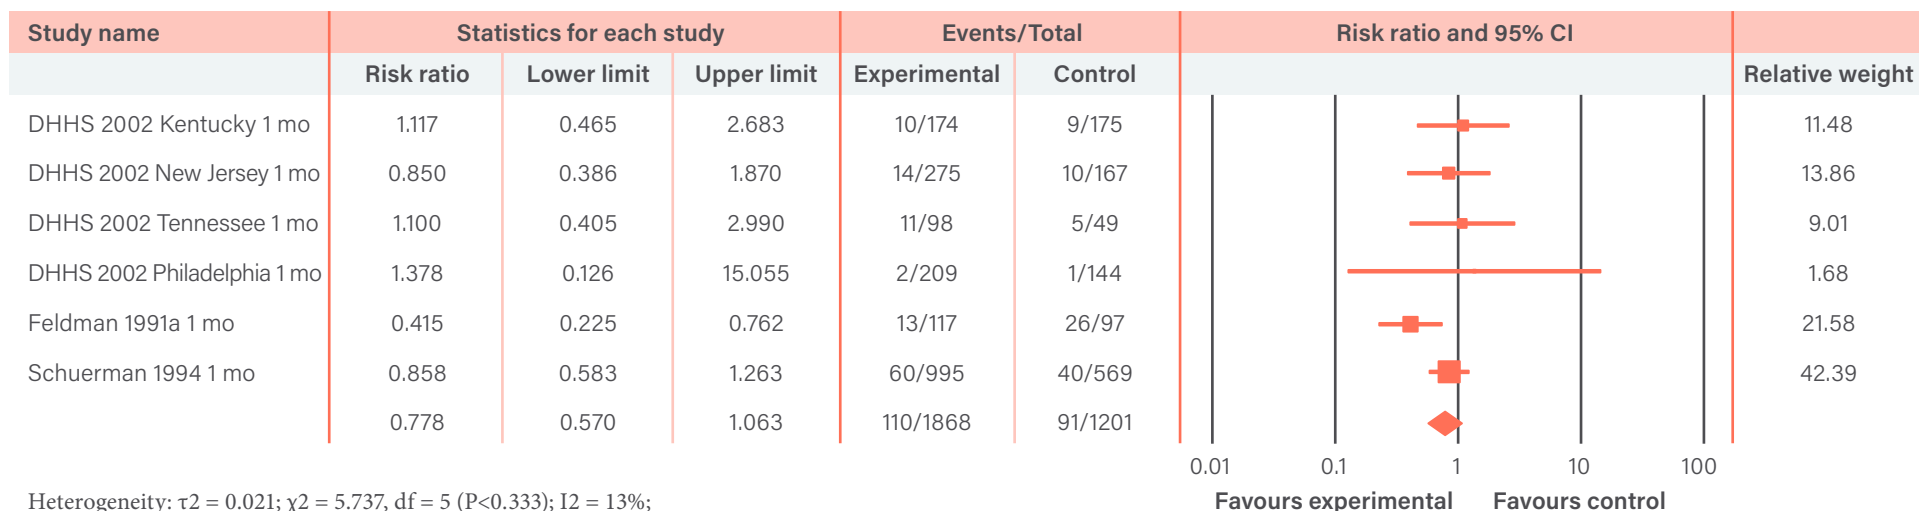 Study name Statistics for each study Events/Total Risk ratio and 95% CI
Risk ratio Lower limit Upper limit Experimental Control Relative weight
DHHS 2002 Kentucky 1 mo 1.117 0.465 2.683 10/174 9/175 11.48
DHHS 2002 New Jersey 1 mo 0.850 0.386 1.870 14/275 10/167 13.86
DHHS 2002 Tennessee 1 mo 1.100 0.405 2.990 11/98 5/49 9.01
DHHS 2002 Philadelphia 1 mo 1.378 0.126 15.055 2/209 1/144 1.68
Feldman 1991a 1 mo 0.415 0.225 0.762 13/117 26/97 21.58
Schuerman 1994 1 mo 0.858 0.583 1.263 60/995 40/569 42.39
0.778 0.570 1.063 110/1868 91/1201
0.01 0.1 1 10 100
Heterogeneity: τ2 = 0.021; χ2 = 5.737, df = 5 (P<0.333); I2 = 13%; Favours experimental Favours control